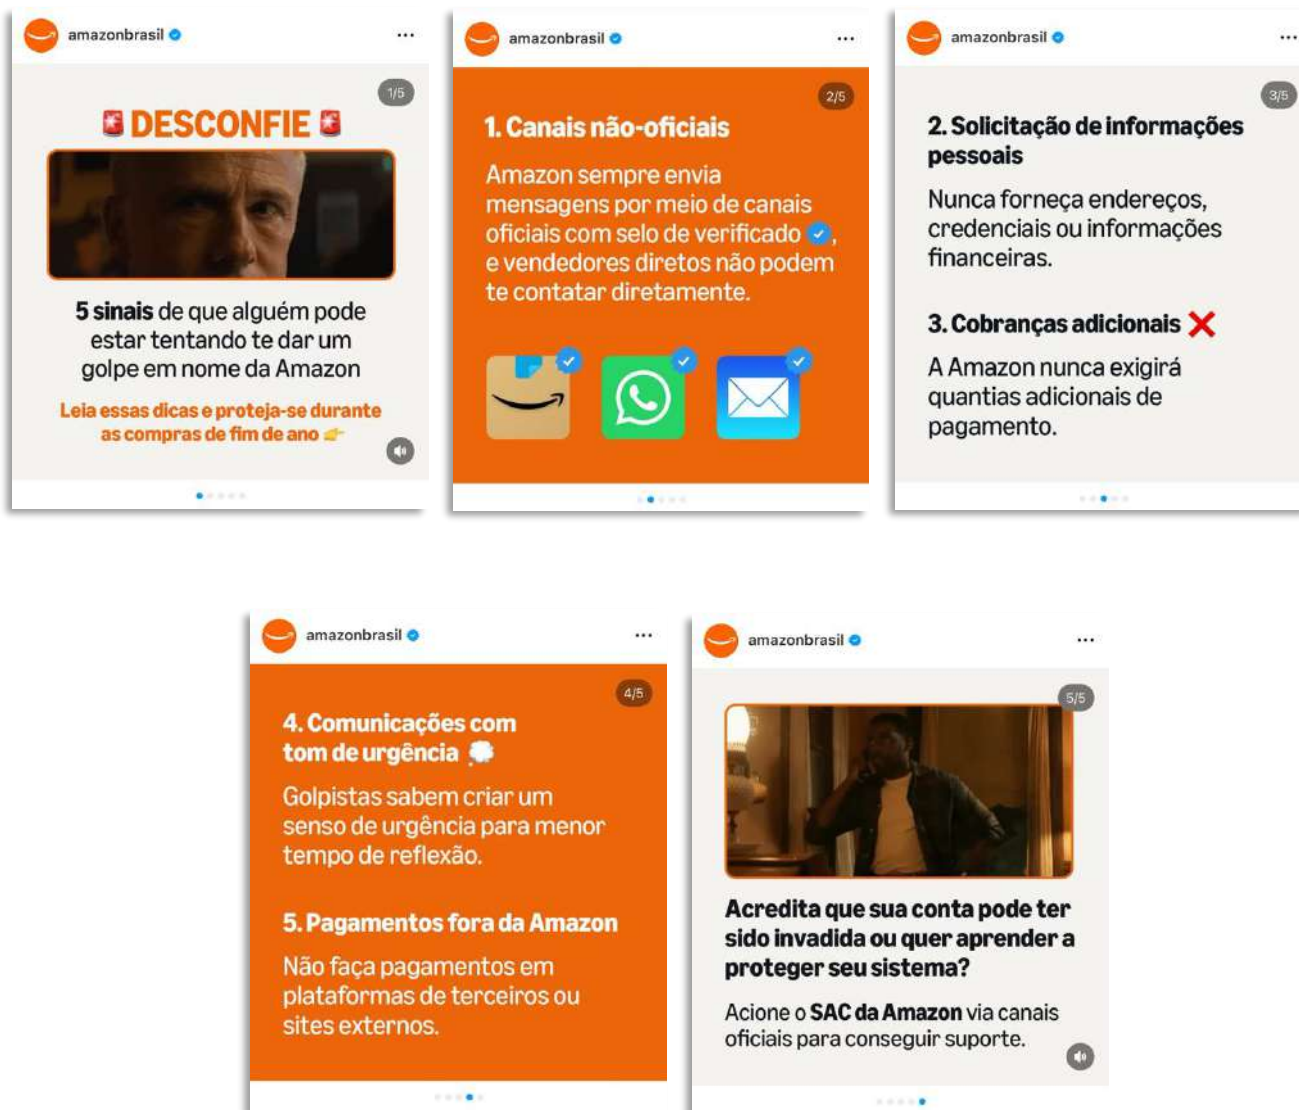 amazonbrasil
1/5
DESCONFIE
5 sinais de que alguém pode
estar tentando te dar um
golpe em nome da Amazon
Leia essas dicas e proteja-se durante
as compras de fim de ano
amazonbrasil
2/5
1. Canais não-oficiais
Amazon sempre envia
mensagens por meio de canais
oficiais com selo de verificado ,
e vendedores diretos não podem
te contatar diretamente.
amazonbrasil
3/5
2. Solicitação de informações
pessoais
Nunca forneça endereços,
credenciais ou informações
financeiras.
3. Cobranças adicionais
A Amazon nunca exigirá
quantias adicionais de
pagamento.
amazonbrasil
4/5
4. Comunicações com
tom de urgência
Golpistas sabem criar um
senso de urgência para menor
tempo de reflexão.
5. Pagamentos fora da Amazon
Não faça pagamentos em
plataformas de terceiros ou
sites externos.
amazonbrasil
5/5
Acredita que sua conta pode ter
sido invadida ou quer aprender a
proteger seu sistema?
Acione o SAC da Amazon via canais
oficiais para conseguir suporte.